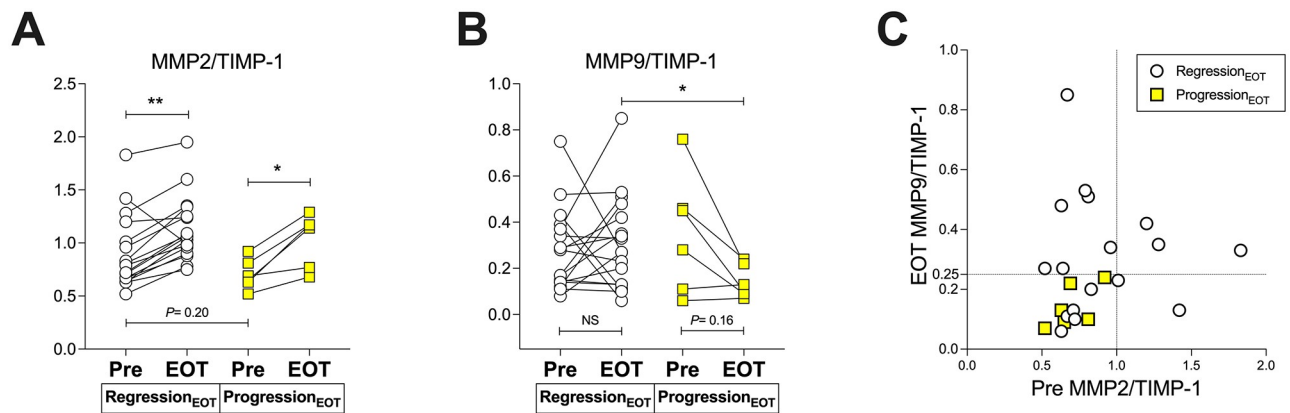 A
MMP2/TIMP-1
2.5
2.0
1.5
1.0
0.5
0.0
**
*
P= 0.20
Pre EOT Pre EOT
RegressionEOT ProgressionEOT
B
MMP9/TIMP-1
1.0
0.8
0.6
0.4
0.2
0.0
*
NS
P= 0.16
Pre EOT Pre EOT
RegressionEOT ProgressionEOT
C
EOT MMP9/TIMP-1
1.0
0.8
0.6
0.4
0.25
0.2
0.0
RegressionEOT
ProgressionEOT
0.0 0.5 1.0 1.5 2.0
Pre MMP2/TIMP-1